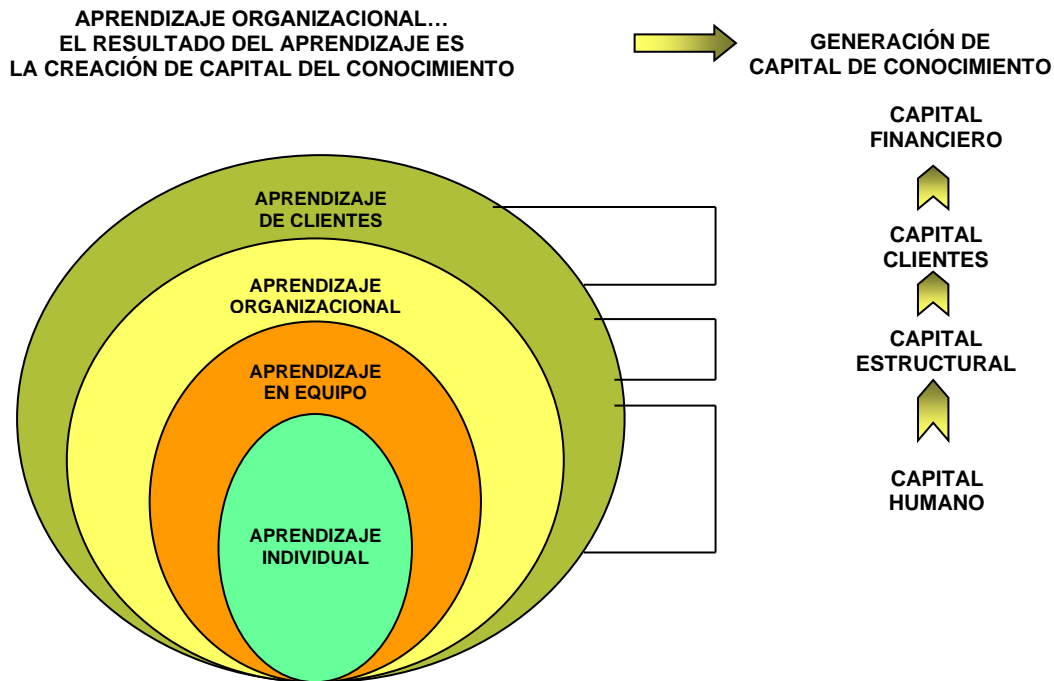 APRENDIZAJE ORGANIZACIONAL…
EL RESULTADO DEL APRENDIZAJE ES
LA CREACIÓN DE CAPITAL DEL CONOCIMIENTO
GENERACIÓN DE
CAPITAL DE CONOCIMIENTO
APRENDIZAJE
DE CLIENTES
APRENDIZAJE
ORGANIZACIONAL
APRENDIZAJE
EN EQUIPO
APRENDIZAJE
INDIVIDUAL
CAPITAL
FINANCIERO
CAPITAL
CLIENTES
CAPITAL
ESTRUCTURAL
CAPITAL
HUMANO